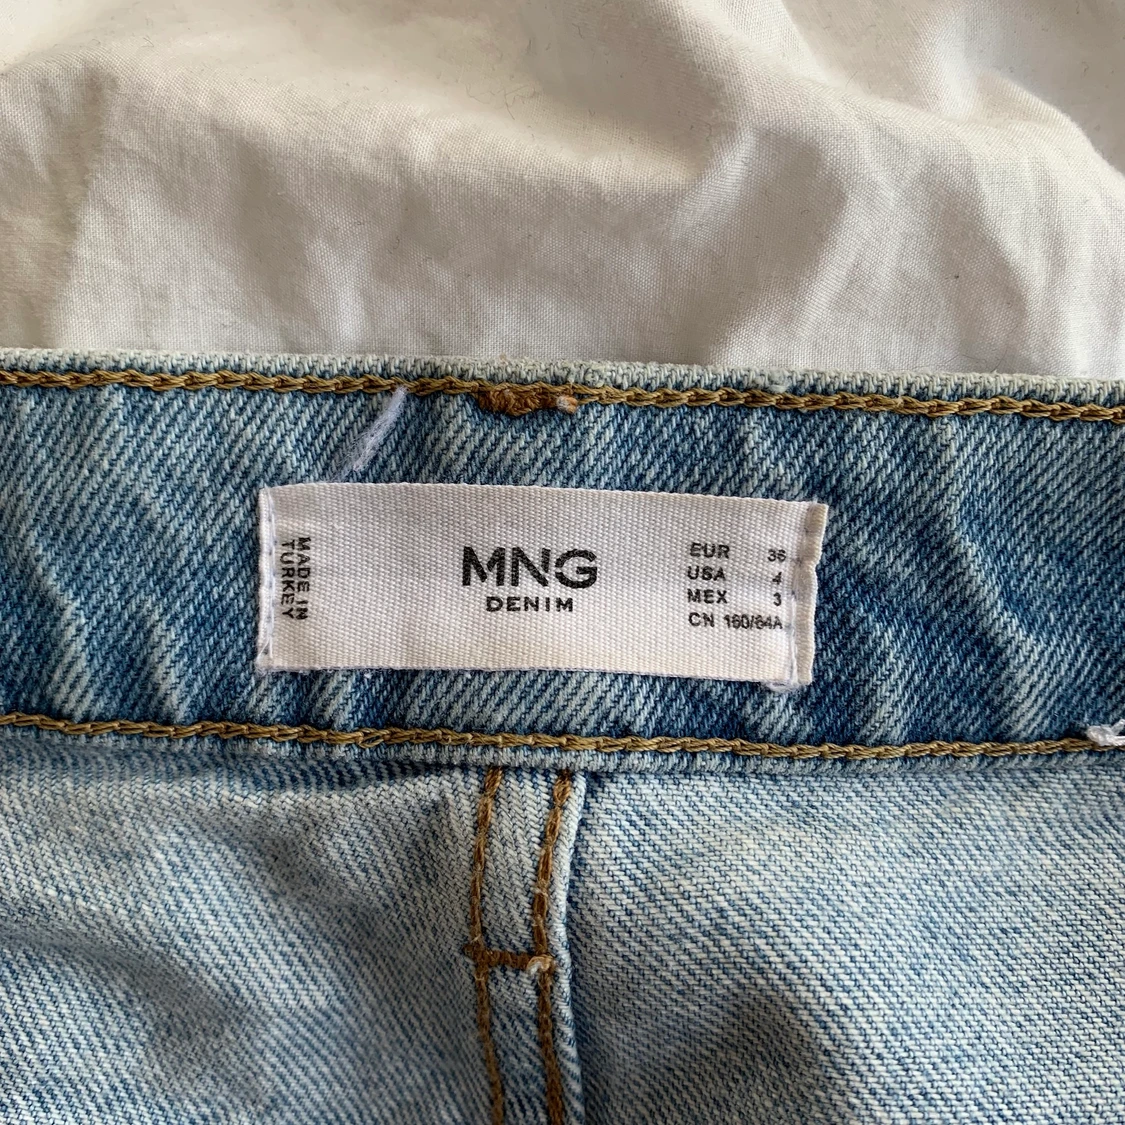 MADE IN
TURKEY
MNG
DENIM
EUR 36
USA 4
MEX 3
CN 160/64A